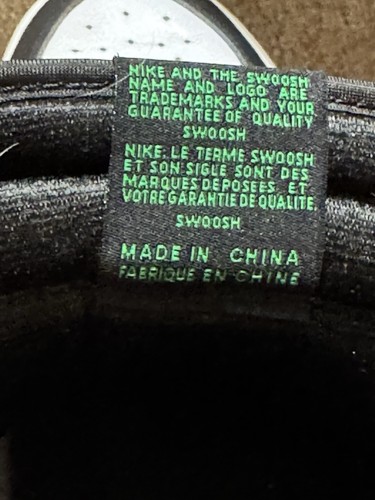 NIKE AND THE SWOOSH
NAME AND LOGO ARE
TRADEMARKS AND YOUR
GUARANTEE OF QUALITY
SWOOSH
NIKE, LE TERME SWOOSH
ET SON SIGLE SONT DES
MARQUES DEPOSEES ET
VOTRE GARANTIE DE QUALITE.
SWOOSH
MADE IN CHINA
FABRIQUE EN CHINE